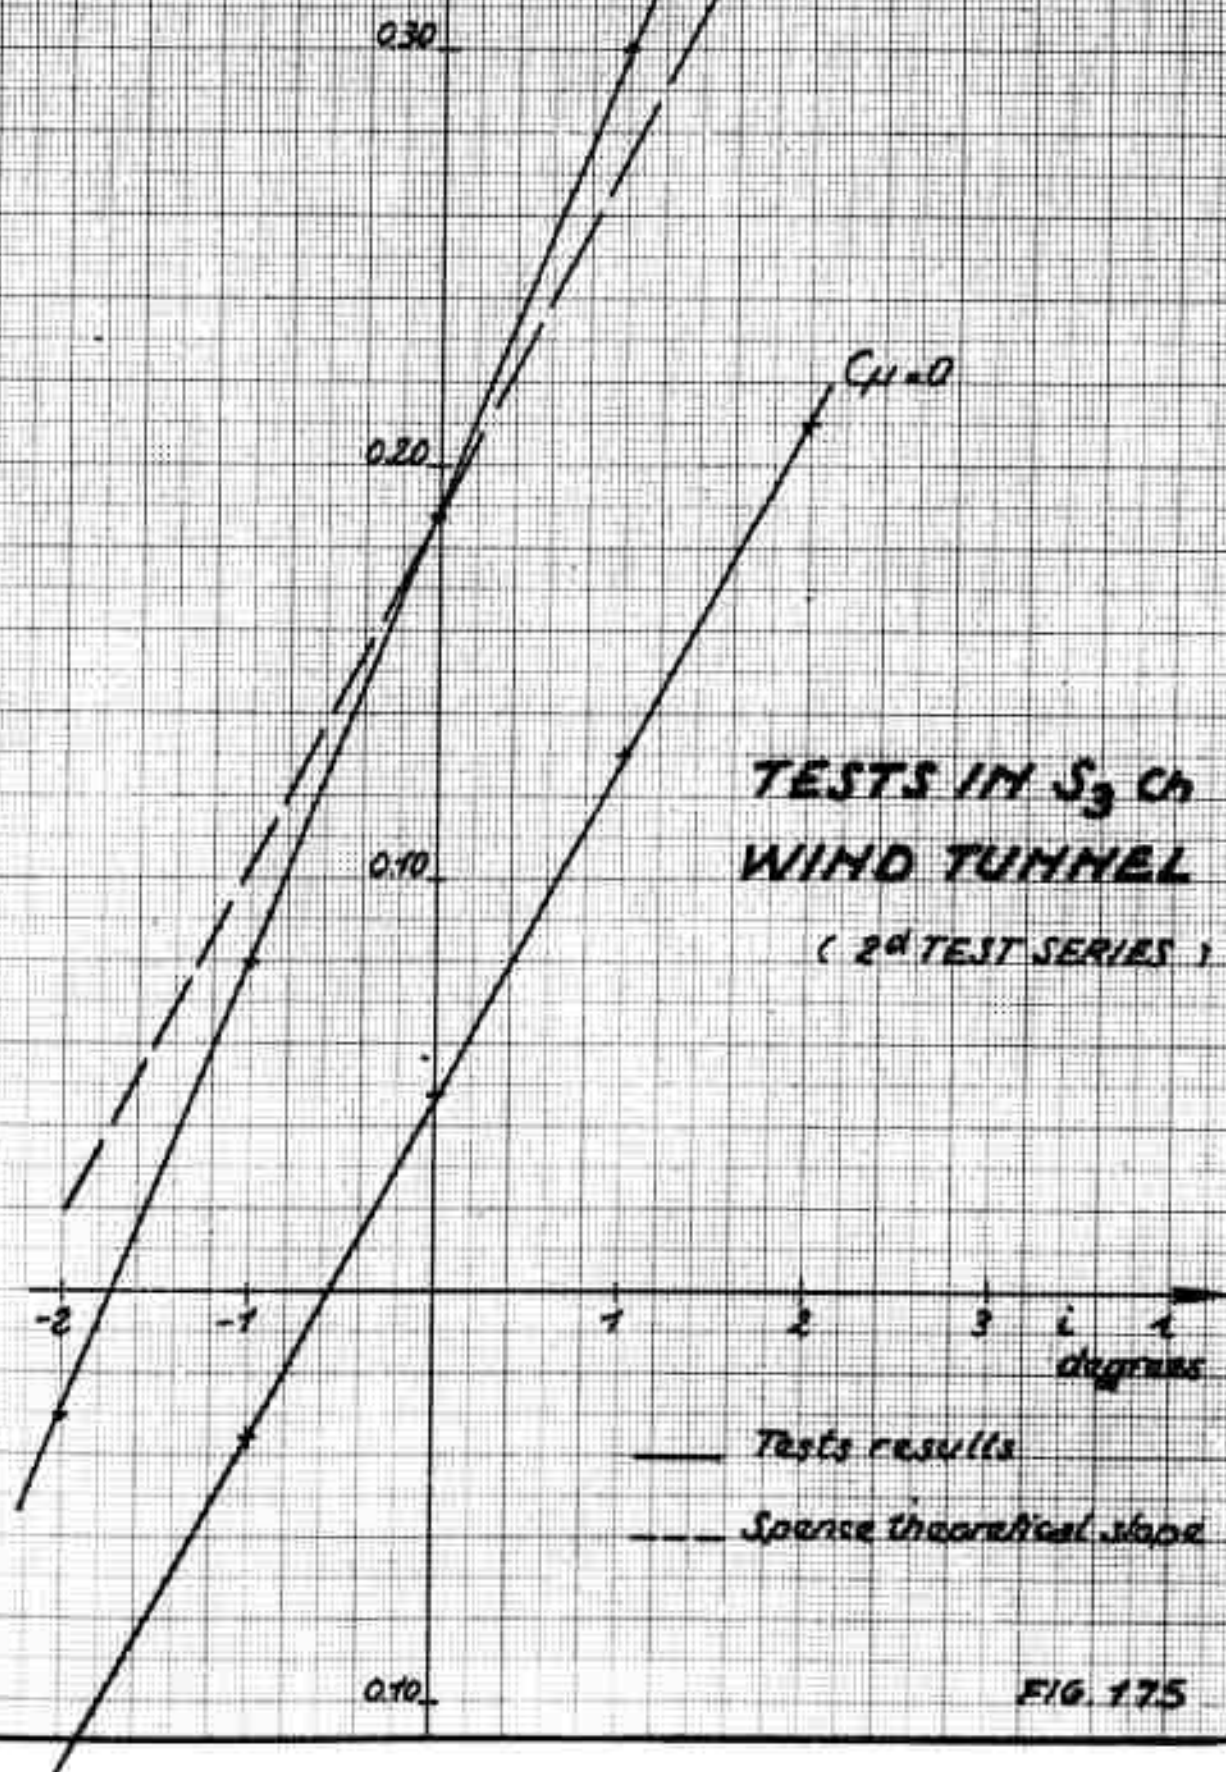 0.30
Cμ=0
0.20
TESTS IN S3 Ch
0.10
WIND TUNNEL
( 2d TEST SERIES )
-2 -1 1 2 3 i
degrees
Tests results
Spence theoretical slope
0.10
FIG. 175